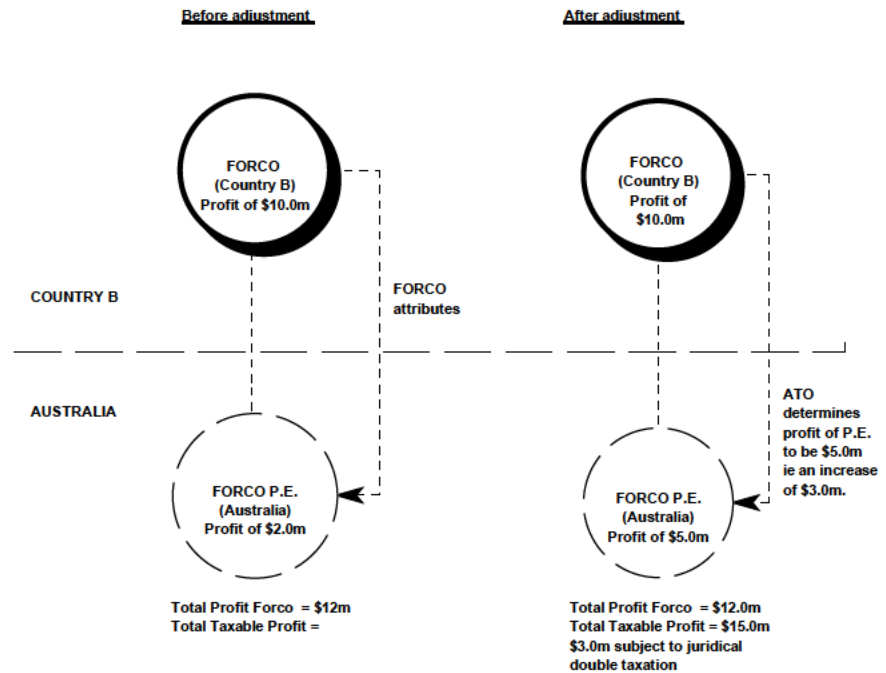 Before adjustment
After adjustment
FORCO
(Country B)
Profit of $10.0m
FORCO
(Country B)
Profit of
$10.0m
COUNTRY B
FORCO
attributes
AUSTRALIA
ATO
determines
profit of P.E.
to be $5.0m
ie an increase
of $3.0m.
FORCO P.E.
(Australia)
Profit of $2.0m
FORCO P.E.
(Australia)
Profit of $5.0m
Total Profit Forco = $12m
Total Taxable Profit =
Total Profit Forco = $12.0m
Total Taxable Profit = $15.0m
$3.0m subject to juridical
double taxation